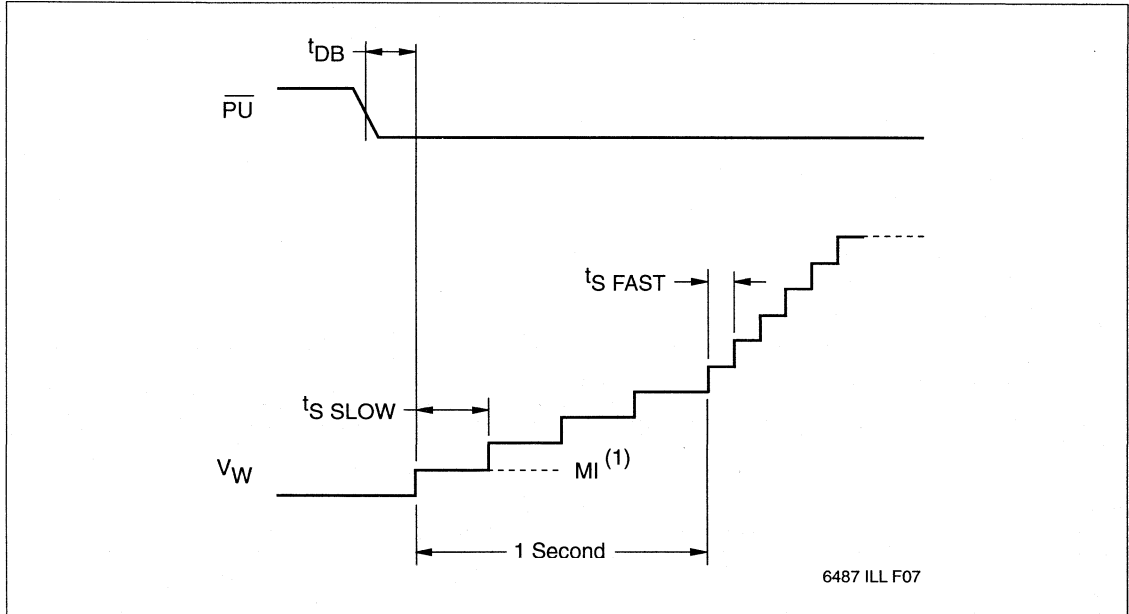 tDB
PU
tS FAST
tS SLOW
VW
MI (1)
1 Second
6487 ILL F07